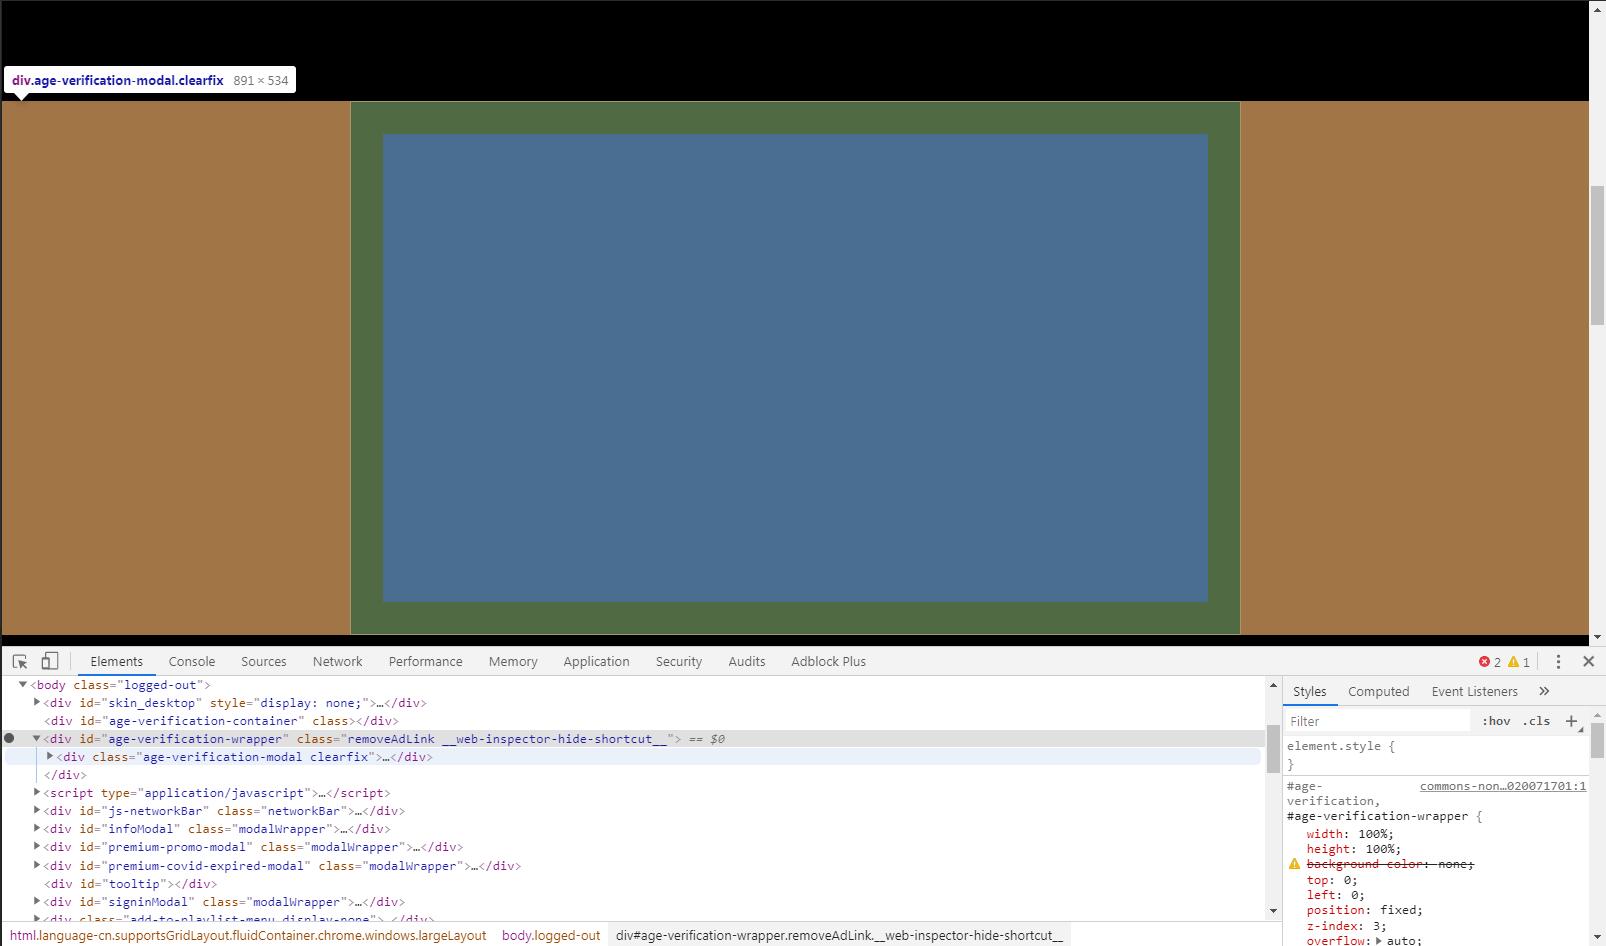 div.age-verification-modal.clearfix 891 × 534
Elements Console Sources Network Performance Memory Application Security Audits Adblock Plus 2 1
<body class="logged-out">
<div id="skin_desktop" style="display: none;">…</div>
<div id="age-verification-container" class></div>
<div id="age-verification-wrapper" class="removeAdLink __web-inspector-hide-shortcut__"> == $0
<div class="age-verification-modal clearfix">…</div>
</div>
<script type="application/javascript">…</script>
<div id="js-networkBar" class="networkBar">…</div>
<div id="infoModal" class="modalWrapper">…</div>
<div id="premium-promo-modal" class="modalWrapper">…</div>
<div id="premium-covid-expired-modal" class="modalWrapper">…</div>
<div id="tooltip"></div>
<div id="signinModal" class="modalWrapper">…</div>
<div class="add-to-playlist-menu display-none">…</div>
html.language-cn.supportsGridLayout.fluidContainer.chrome.windows.largeLayout body.logged-out div#age-verification-wrapper.removeAdLink.__web-inspector-hide-shortcut__
Styles Computed Event Listeners »
Filter :hov .cls +
element.style {
}
#age- commons-non…020071701:1
verification,
#age-verification-wrapper {
width: 100%;
height: 100%;
background-color: none;
top: 0;
left: 0;
position: fixed;
z-index: 3;
overflow: auto;